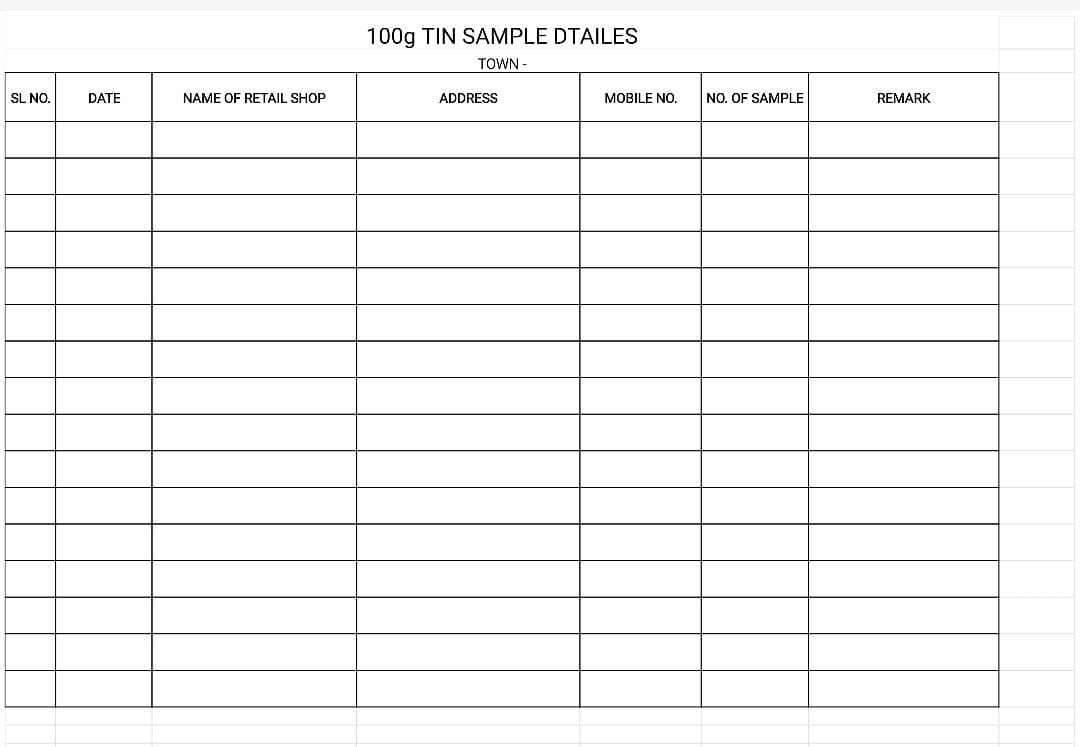 100g TIN SAMPLE DTAILES
TOWN -
SL NO. DATE NAME OF RETAIL SHOP ADDRESS MOBILE NO. NO. OF SAMPLE REMARK